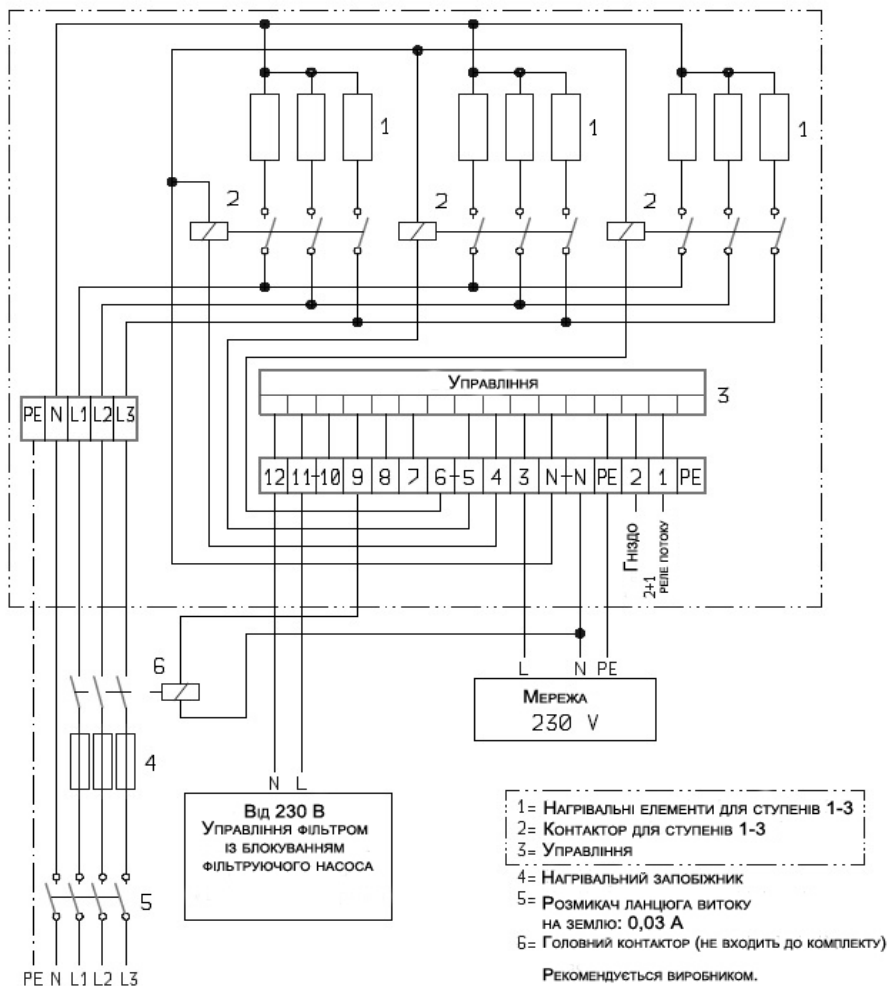 1
1
1
2
2
2
Управління
3
PE N L1 L2 L3
12 11-10 9 8 7 6-5 4 3 N-N PE 2 1 PE
Гніздо
2+1
реле потоку
6
L N PE
Мережа
230 V
4
N L
Від 230 В
Управління фільтром
із блокуванням
фільтруючого насоса
5
PE N L1 L2 L3
1= Нагрівальні елементи для ступенів 1-3
2= Контактор для ступенів 1-3
3= Управління
4= Нагрівальний запобіжник
5= Розмикач ланцюга витоку
на землю: 0,03 А
6= Головний контактор (не входить до комплекту)
Рекомендується виробником.